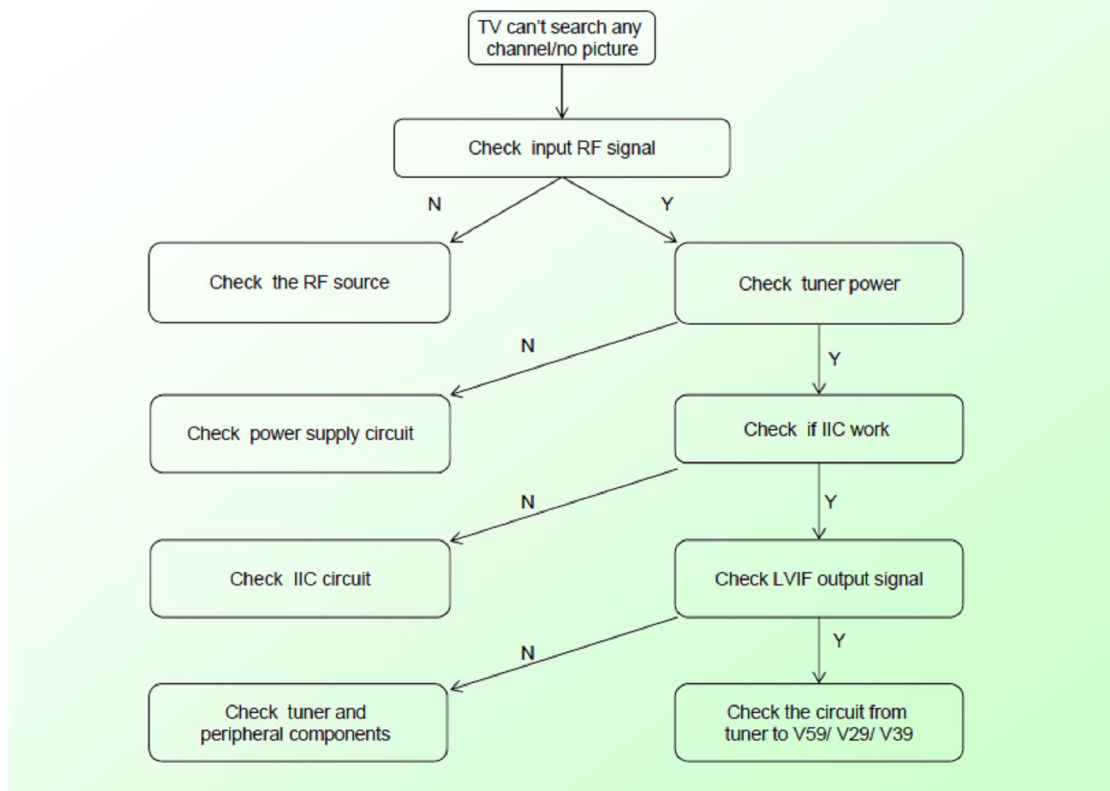 TV can't search any
channel/no picture
Check input RF signal
N
Y
Check the RF source
Check tuner power
N
Y
Check power supply circuit
Check if IIC work
N
Y
Check IIC circuit
Check LVIF output signal
N
Y
Check tuner and
peripheral components
Check the circuit from
tuner to V59/ V29/ V39